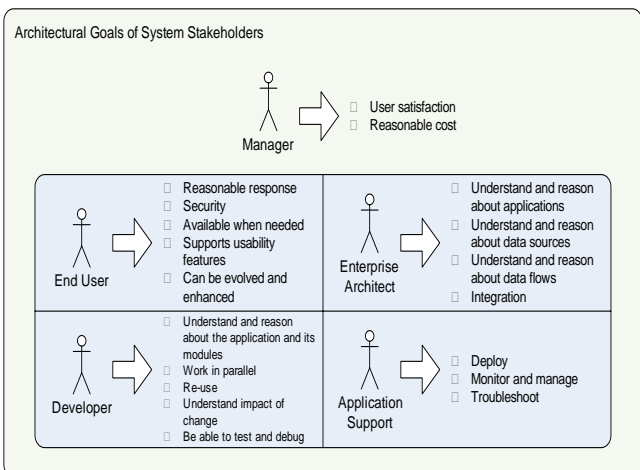 Architectural Goals of System Stakeholders
User satisfaction
Reasonable cost
Manager
Reasonable response
Security
Available when needed
Supports usability
features
Can be evolved and
enhanced
End User
Understand and reason
about applications
Understand and reason
about data sources
Understand and reason
about data flows
Integration
Enterprise
Architect
Understand and reason
about the application and its
modules
Work in parallel
Re-use
Understand impact of
change
Be able to test and debug
Developer
Deploy
Monitor and manage
Troubleshoot
Application
Support